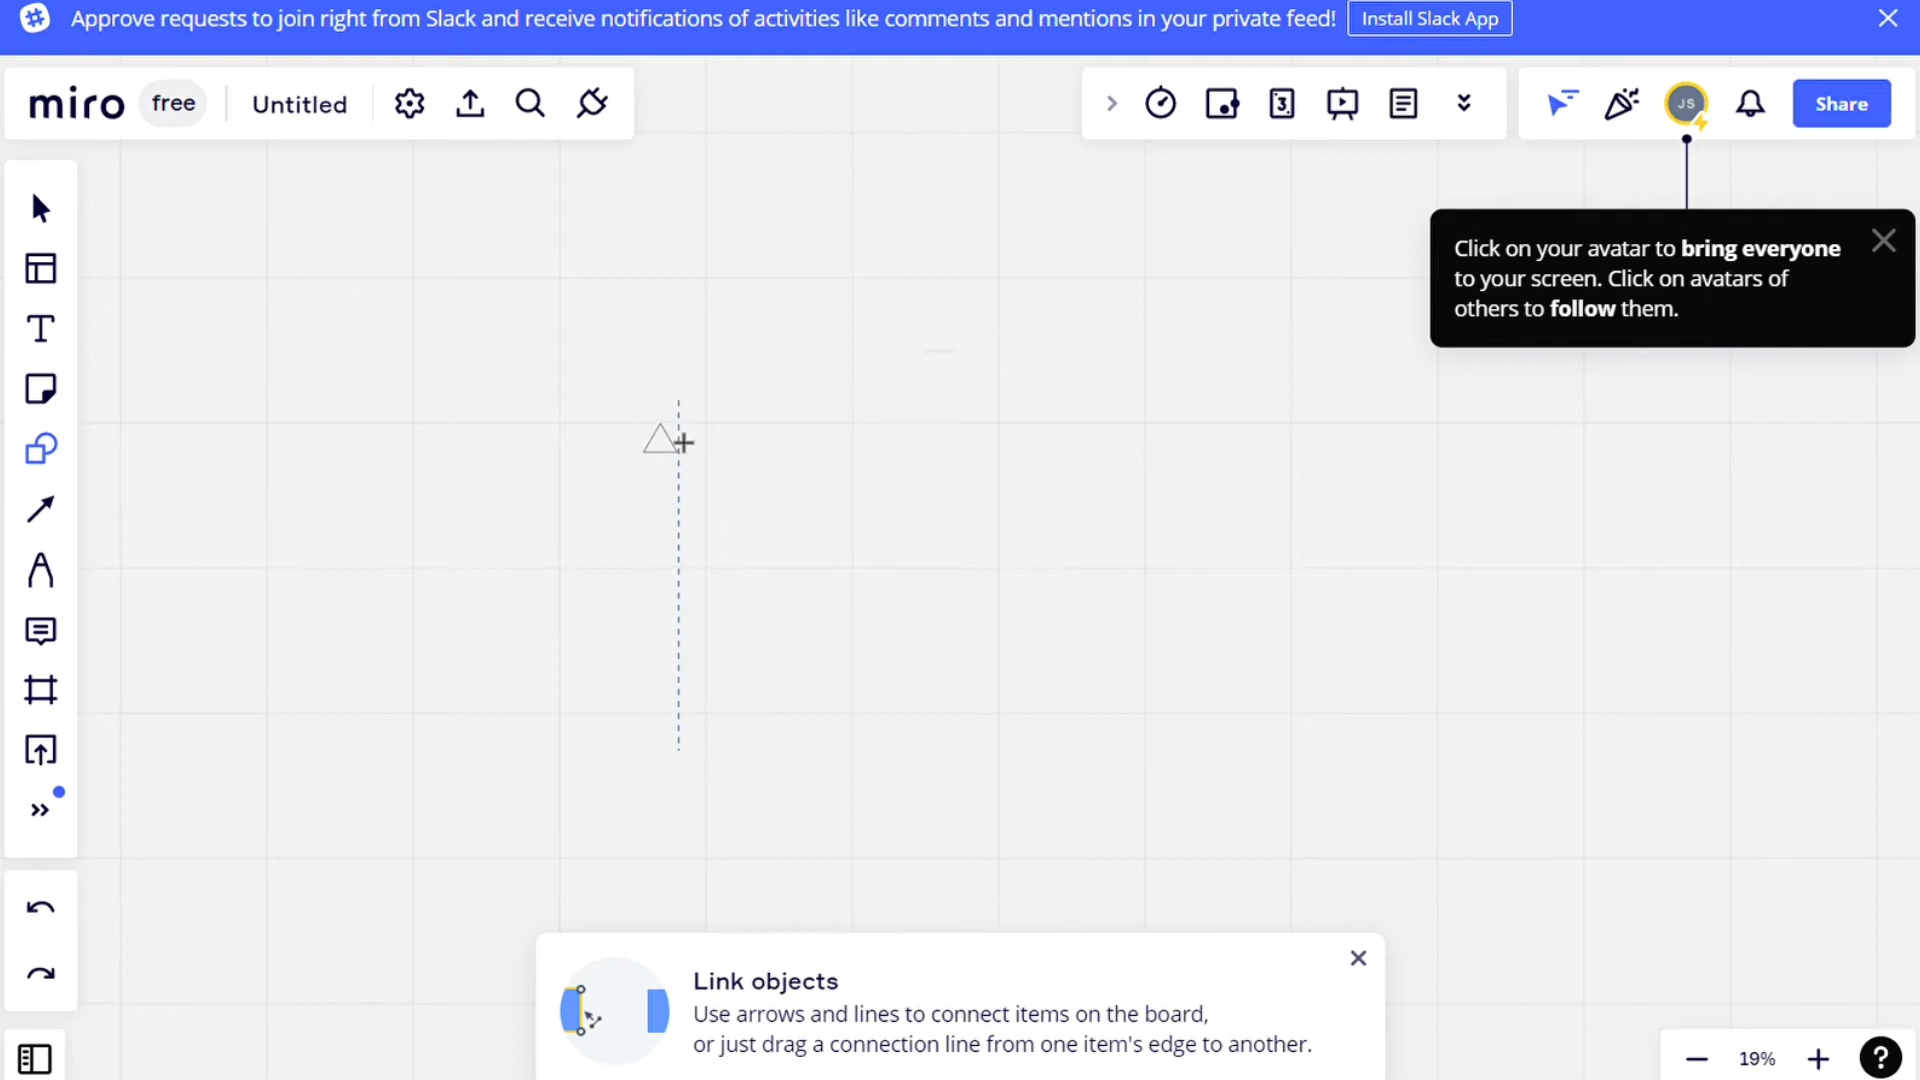 Approve requests to join right from Slack and receive notifications of activities like comments and mentions in your private feed! Install Slack App
miro free Untitled
3
JS
Share
Click on your avatar to bring everyone
to your screen. Click on avatars of
others to follow them.
Link objects
Use arrows and lines to connect items on the board,
or just drag a connection line from one item's edge to another.
19%
?